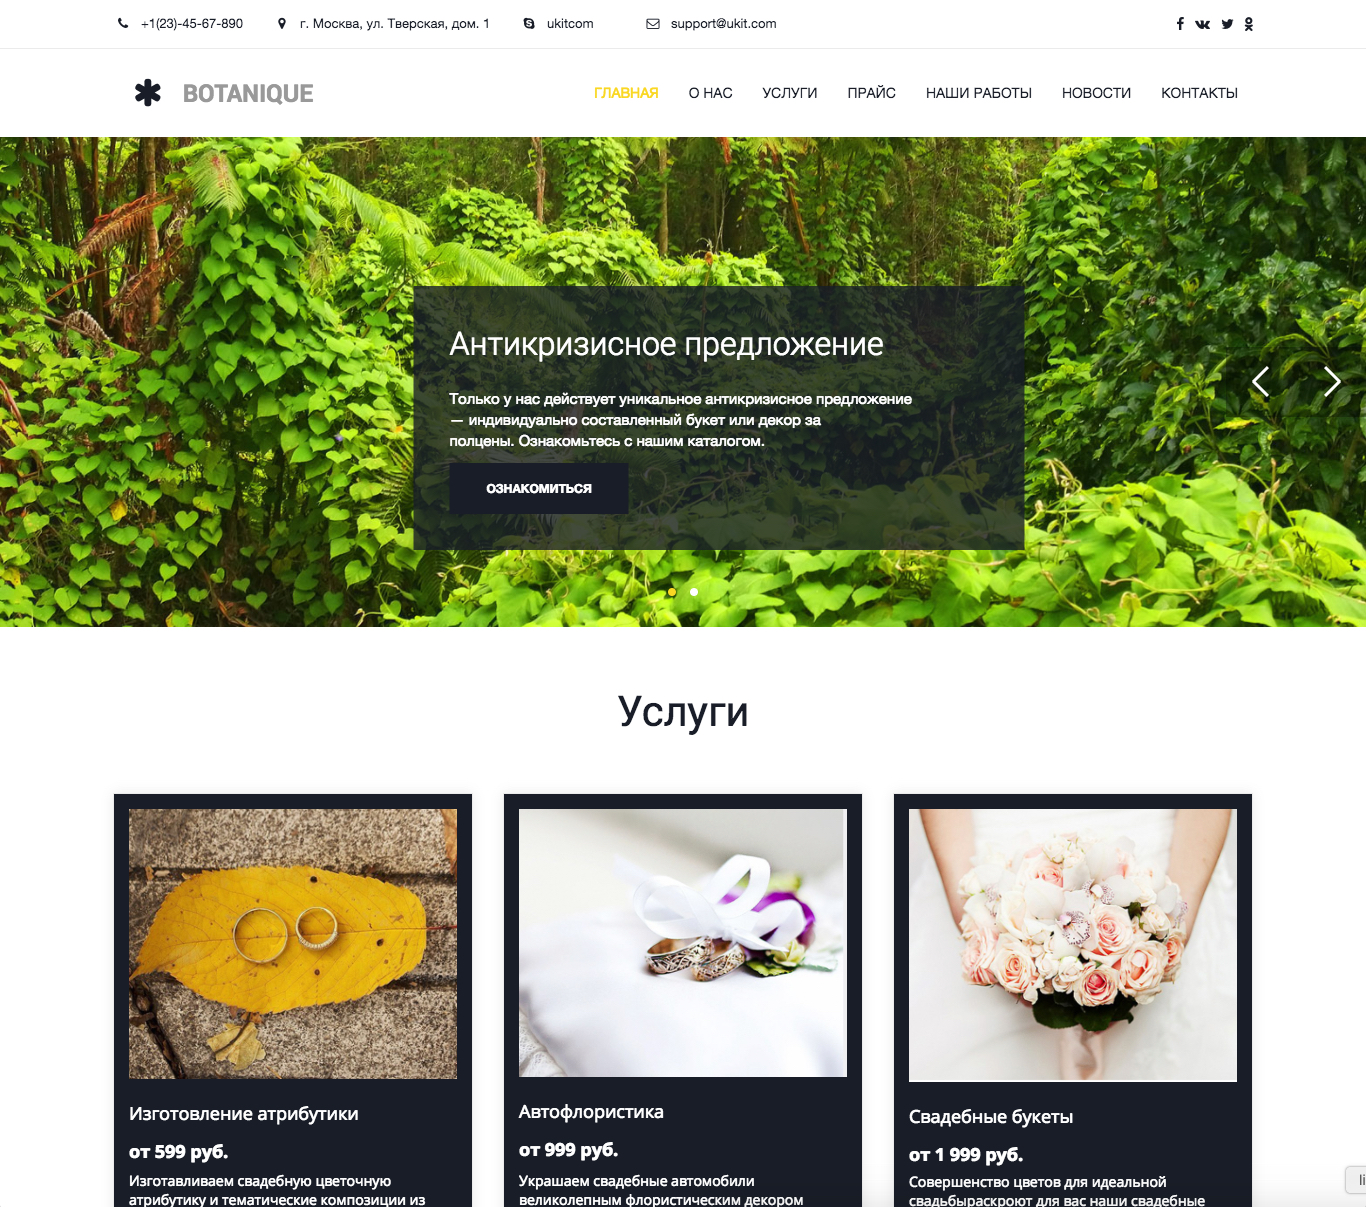 +1(23)-45-67-890
г. Москва, ул. Тверская, дом. 1
ukitcom
support@ukit.com
BOTANIQUE
ГЛАВНАЯ
О НАС
УСЛУГИ
ПРАЙС
НАШИ РАБОТЫ
НОВОСТИ
КОНТАКТЫ
Антикризисное предложение
Только у нас действует уникальное антикризисное предложение
— индивидуально составленный букет или декор за
полцены. Ознакомьтесь с нашим каталогом.
ОЗНАКОМИТЬСЯ
Услуги
Изготовление атрибутики
от 599 руб.
Изготавливаем свадебную цветочную
атрибутику и тематические композиции из
Автофлористика
от 999 руб.
Украшаем свадебные автомобили
великолепным флористическим декором
Свадебные букеты
от 1 999 руб.
Совершенство цветов для идеальной
свадьбыраскроют для вас наши свадебные
li